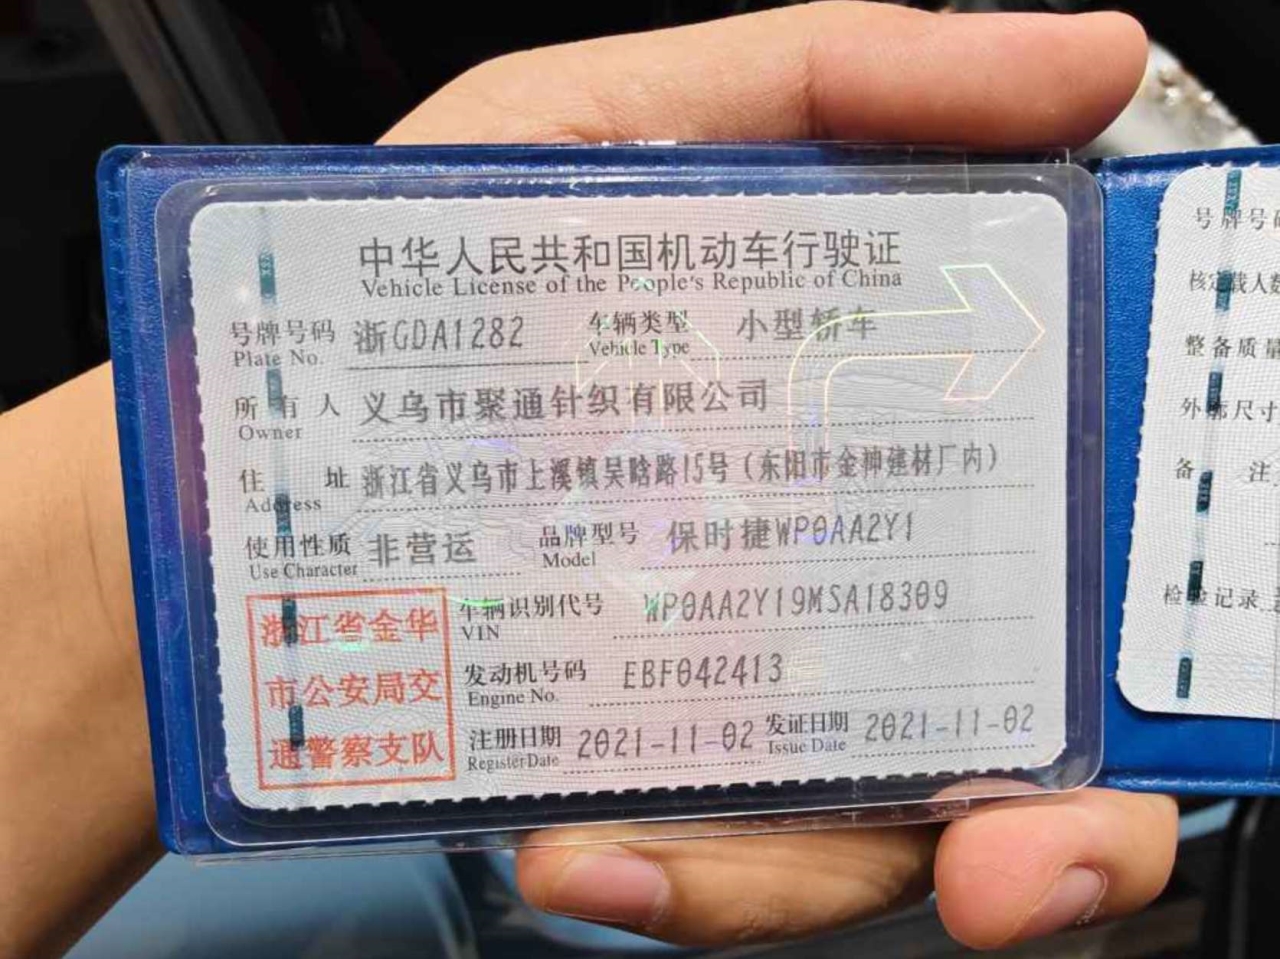 中华人民共和国机动车行驶证
Vehicle License of the People's Republic of China
号牌号码 浙GDA1282 车辆类型 小型轿车
Plate No. Vehicle Type
所有人 义乌市聚通针织有限公司
Owner
住址 浙江省义乌市上溪镇吴晗路15号（东阳市金神建材厂内）
Address
使用性质 非营运 品牌型号 保时捷WP0AA2Y1
Use Character Model
浙江省金华
市公安局交
通警察支队
车辆识别代号 WP0AA2Y19MSA18309
VIN
发动机号码 EBF042413
Engine No.
注册日期 2021-11-02 发证日期 2021-11-02
Register Date Issue Date
号牌号
核定载人数
整备质量
外廓尺寸
备注
检验记录